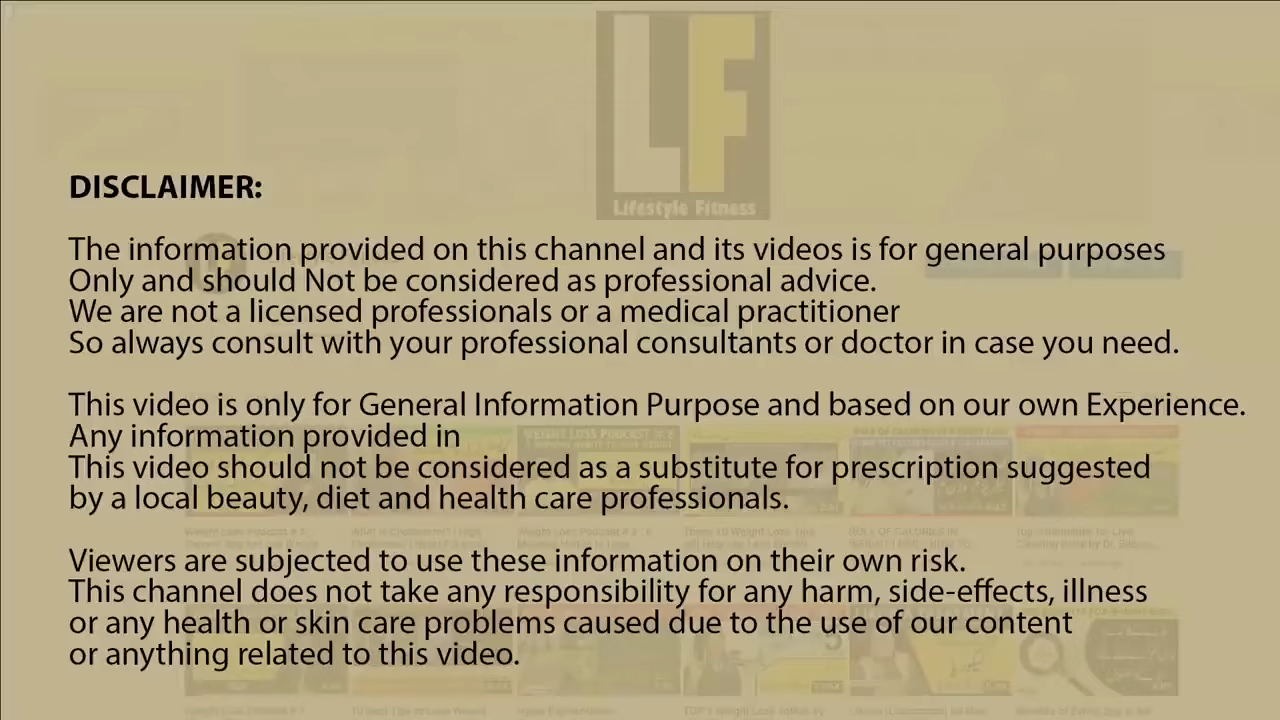 LF
Lifestyle Fitness
DISCLAIMER:
The information provided on this channel and its videos is for general purposes
Only and should Not be considered as professional advice.
We are not a licensed professionals or a medical practitioner
So always consult with your professional consultants or doctor in case you need.
This video is only for General Information Purpose and based on our own Experience.
Any information provided in
This video should not be considered as a substitute for prescription suggested
by a local beauty, diet and health care professionals.
Viewers are subjected to use these information on their own risk.
This channel does not take any responsibility for any harm, side-effects, illness
or any health or skin care problems caused due to the use of our content
or anything related to this video.